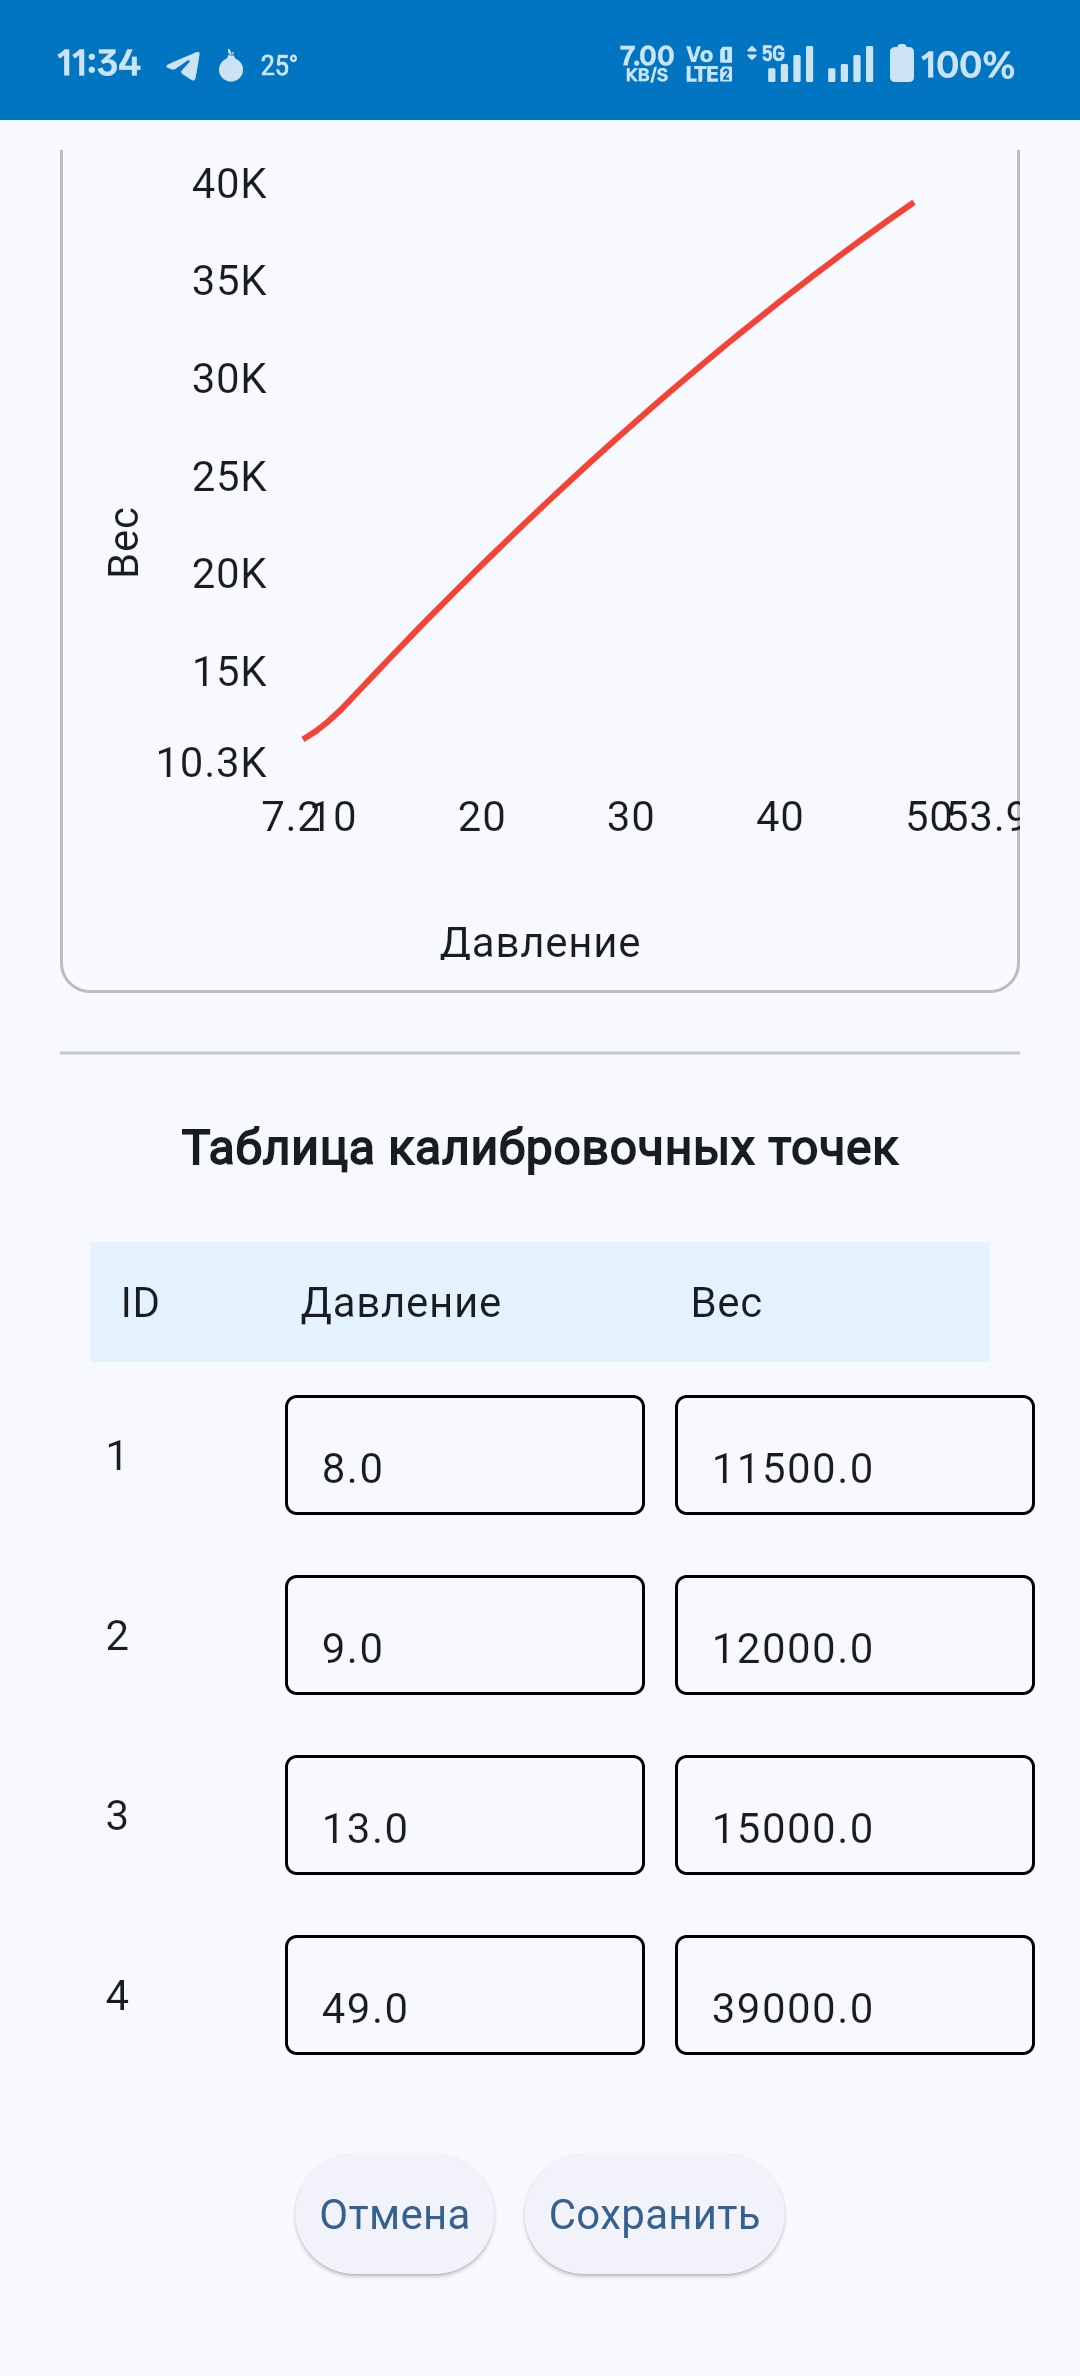 11:34 25° 7.00 KB/S Vo LTE 1 2 5G 100%
40K
35K
30K
25K
Вес
20K
15K
10.3K
7.2 10 20 30 40 50 53.9
Давление
Таблица калибровочных точек
ID Давление Вес
1 8.0 11500.0
2 9.0 12000.0
3 13.0 15000.0
4 49.0 39000.0
Отмена Сохранить